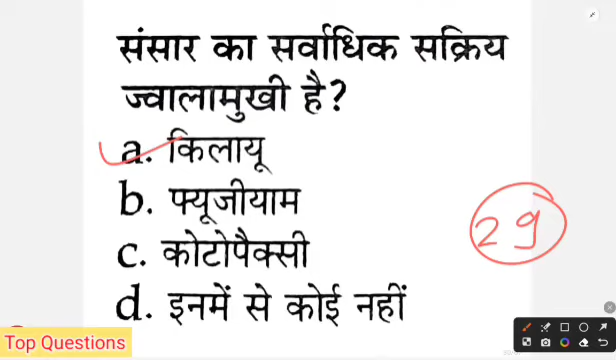 संसार का सर्वाधिक सक्रिय
ज्वालामुखी है?
a. किलायू
b. फ्यूजीयाम
c. कोटोपैक्सी
d. इनमें से कोई नहीं
29
Top Questions